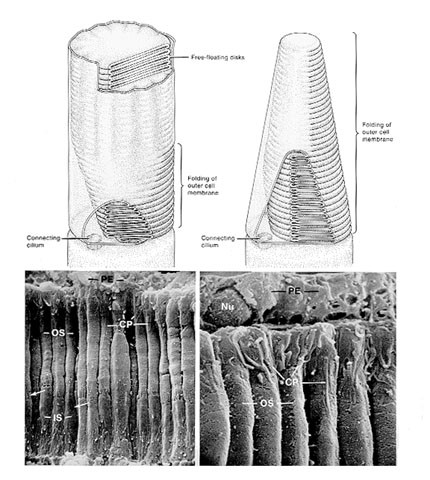 Free-floating disks
Folding of
outer cell
membrane
Connecting
cilium
Folding of
outer cell
membrane
Connecting
cilium
PE
OS
CP
IS
Nu
PE
CP
OS